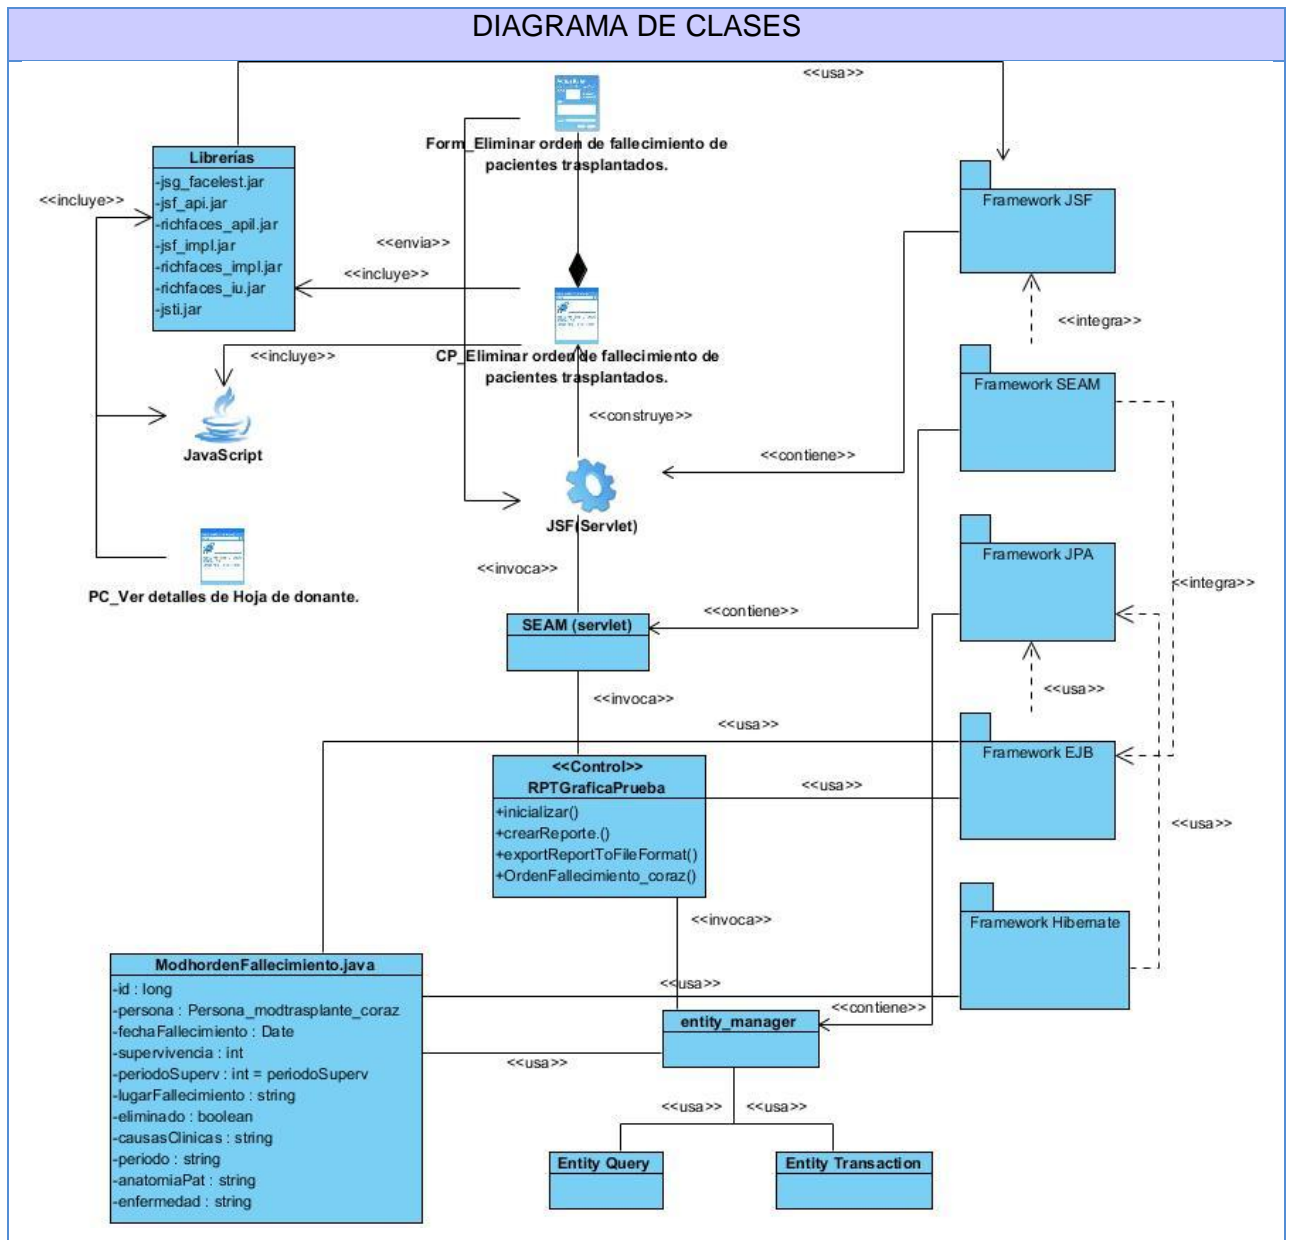 DIAGRAMA DE CLASES
<<usa>>
Form_Eliminar orden de fallecimiento de
pacientes trasplantados.
Librerías
-jsg_facelest.jar
-jsf_api.jar
-richfaces_apil.jar
-jsf_impl.jar
-richfaces_impl.jar
-richfaces_iu.jar
-jsti.jar
<<incluye>>
<<envia>>
<<incluye>>
Framework JSF
<<integra>>
<<incluye>>
CP_Eliminar orden de fallecimiento de
pacientes trasplantados.
Framework SEAM
<<construye>>
JavaScript
<<contiene>>
JSF(Servlet)
Framework JPA
<<invoca>>
<<integra>>
PC_Ver detalles de Hoja de donante.
<<contiene>>
SEAM (servlet)
<<usa>>
<<invoca>>
<<usa>>
Framework EJB
<<Control>>
RPTGraficaPrueba
+inicializar()
+crearReporte.()
+exportReportToFileFormat()
+OrdenFallecimiento_coraz()
<<usa>>
<<usa>>
<<invoca>>
Framework Hibernate
ModhordenFallecimiento.java
-id : long
-persona : Persona_modtrasplante_coraz
-fechaFallecimiento : Date
-supervivencia : int
-periodoSuperv : int = periodoSuperv
-lugarFallecimiento : string
-eliminado : boolean
-causasClinicas : string
-periodo : string
-anatomiaPat : string
-enfermedad : string
<<usa>>
<<contiene>>
entity_manager
<<usa>>
<<usa>>
<<usa>>
Entity Query
Entity Transaction